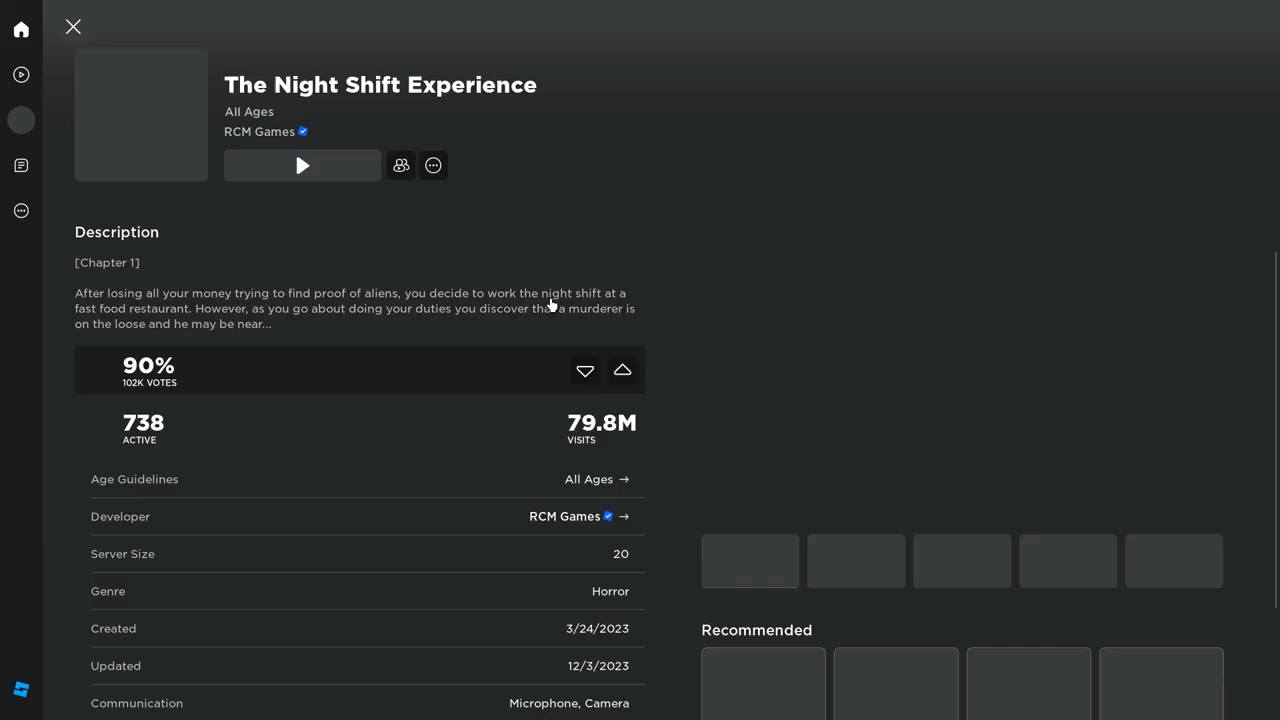 The Night Shift Experience
All Ages
RCM Games
Description
[Chapter 1]
After losing all your money trying to find proof of aliens, you decide to work the night shift at a
fast food restaurant. However, as you go about doing your duties you discover that a murderer is
on the loose and he may be near...
90%
102K VOTES
738
ACTIVE
79.8M
VISITS
Age Guidelines
All Ages →
Developer
RCM Games →
Server Size
20
Genre
Horror
Created
3/24/2023
Updated
12/3/2023
Communication
Microphone, Camera
Recommended